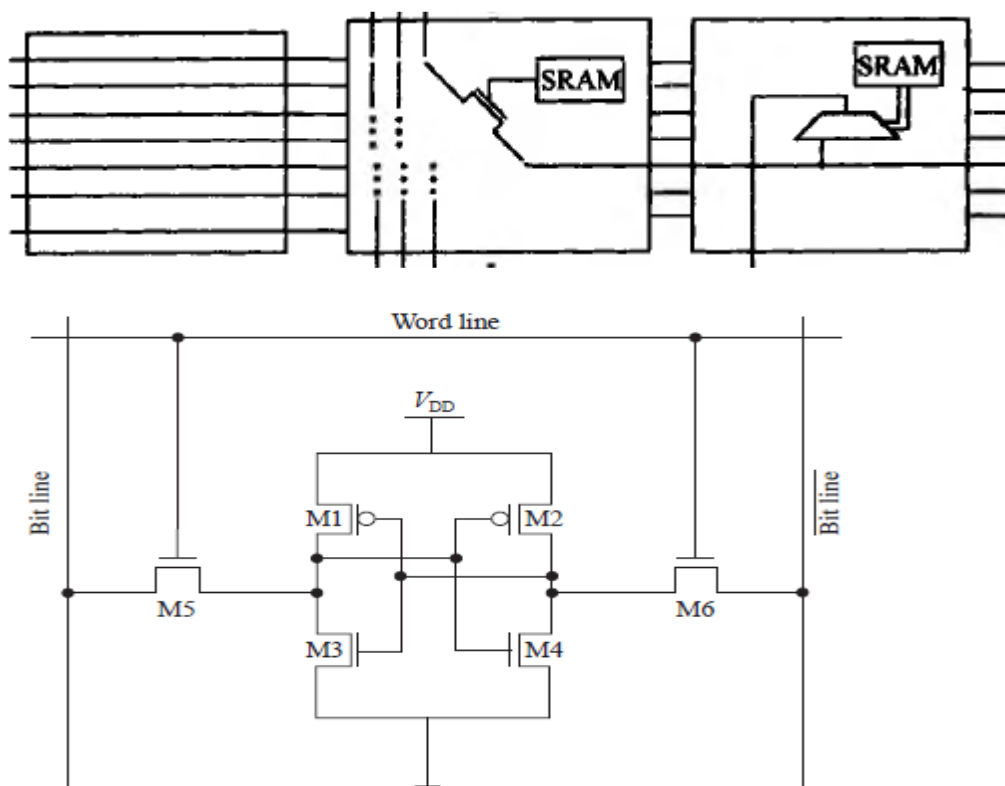 SRAM
SRAM
Word line
V_DD
Bit line
M1
M2
Bit line
M5
M6
M3
M4